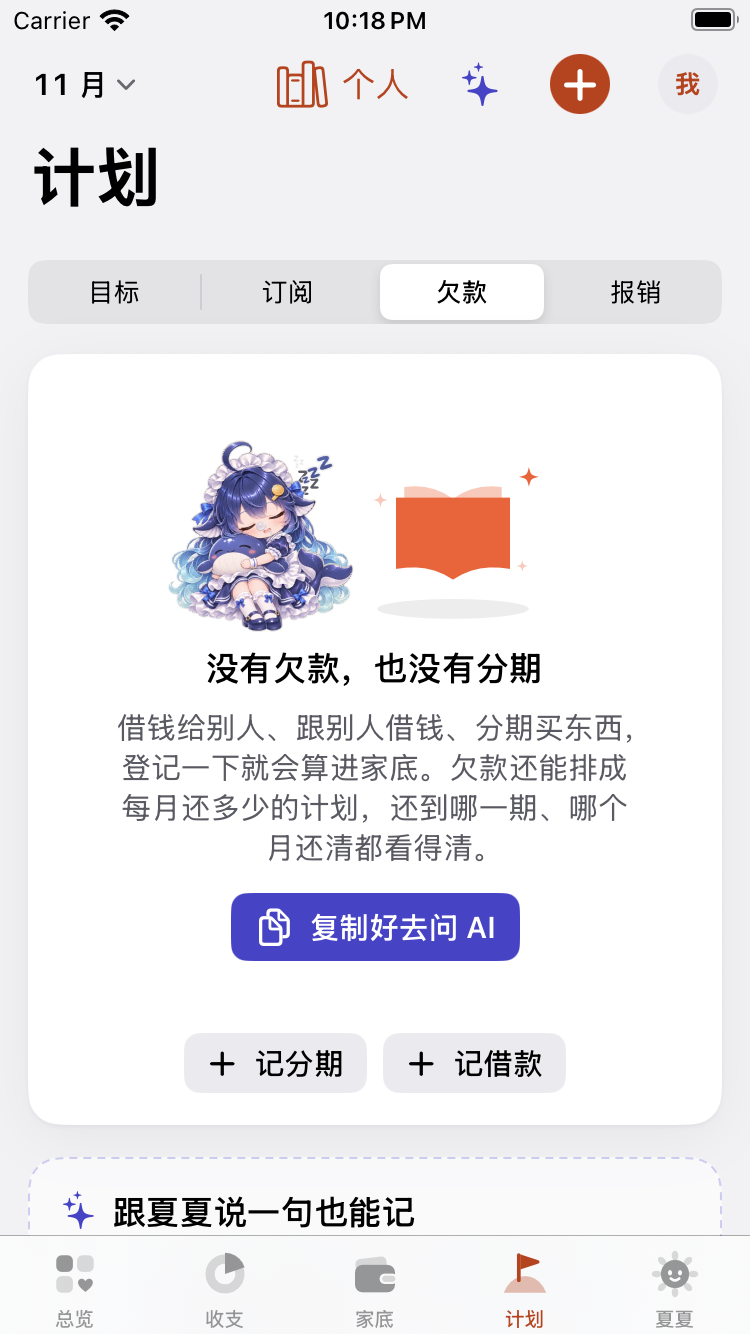 Carrier 10:18 PM
11 月 个人 我
计划
目标 订阅 欠款 报销
zzz
没有欠款，也没有分期
借钱给别人、跟别人借钱、分期买东西，
登记一下就会算进家底。欠款还能排成
每月还多少的计划，还到哪一期、哪个
月还清都看得清。
复制好去问 AI
＋ 记分期 ＋ 记借款
跟夏夏说一句也能记
总览 收支 家底 计划 夏夏